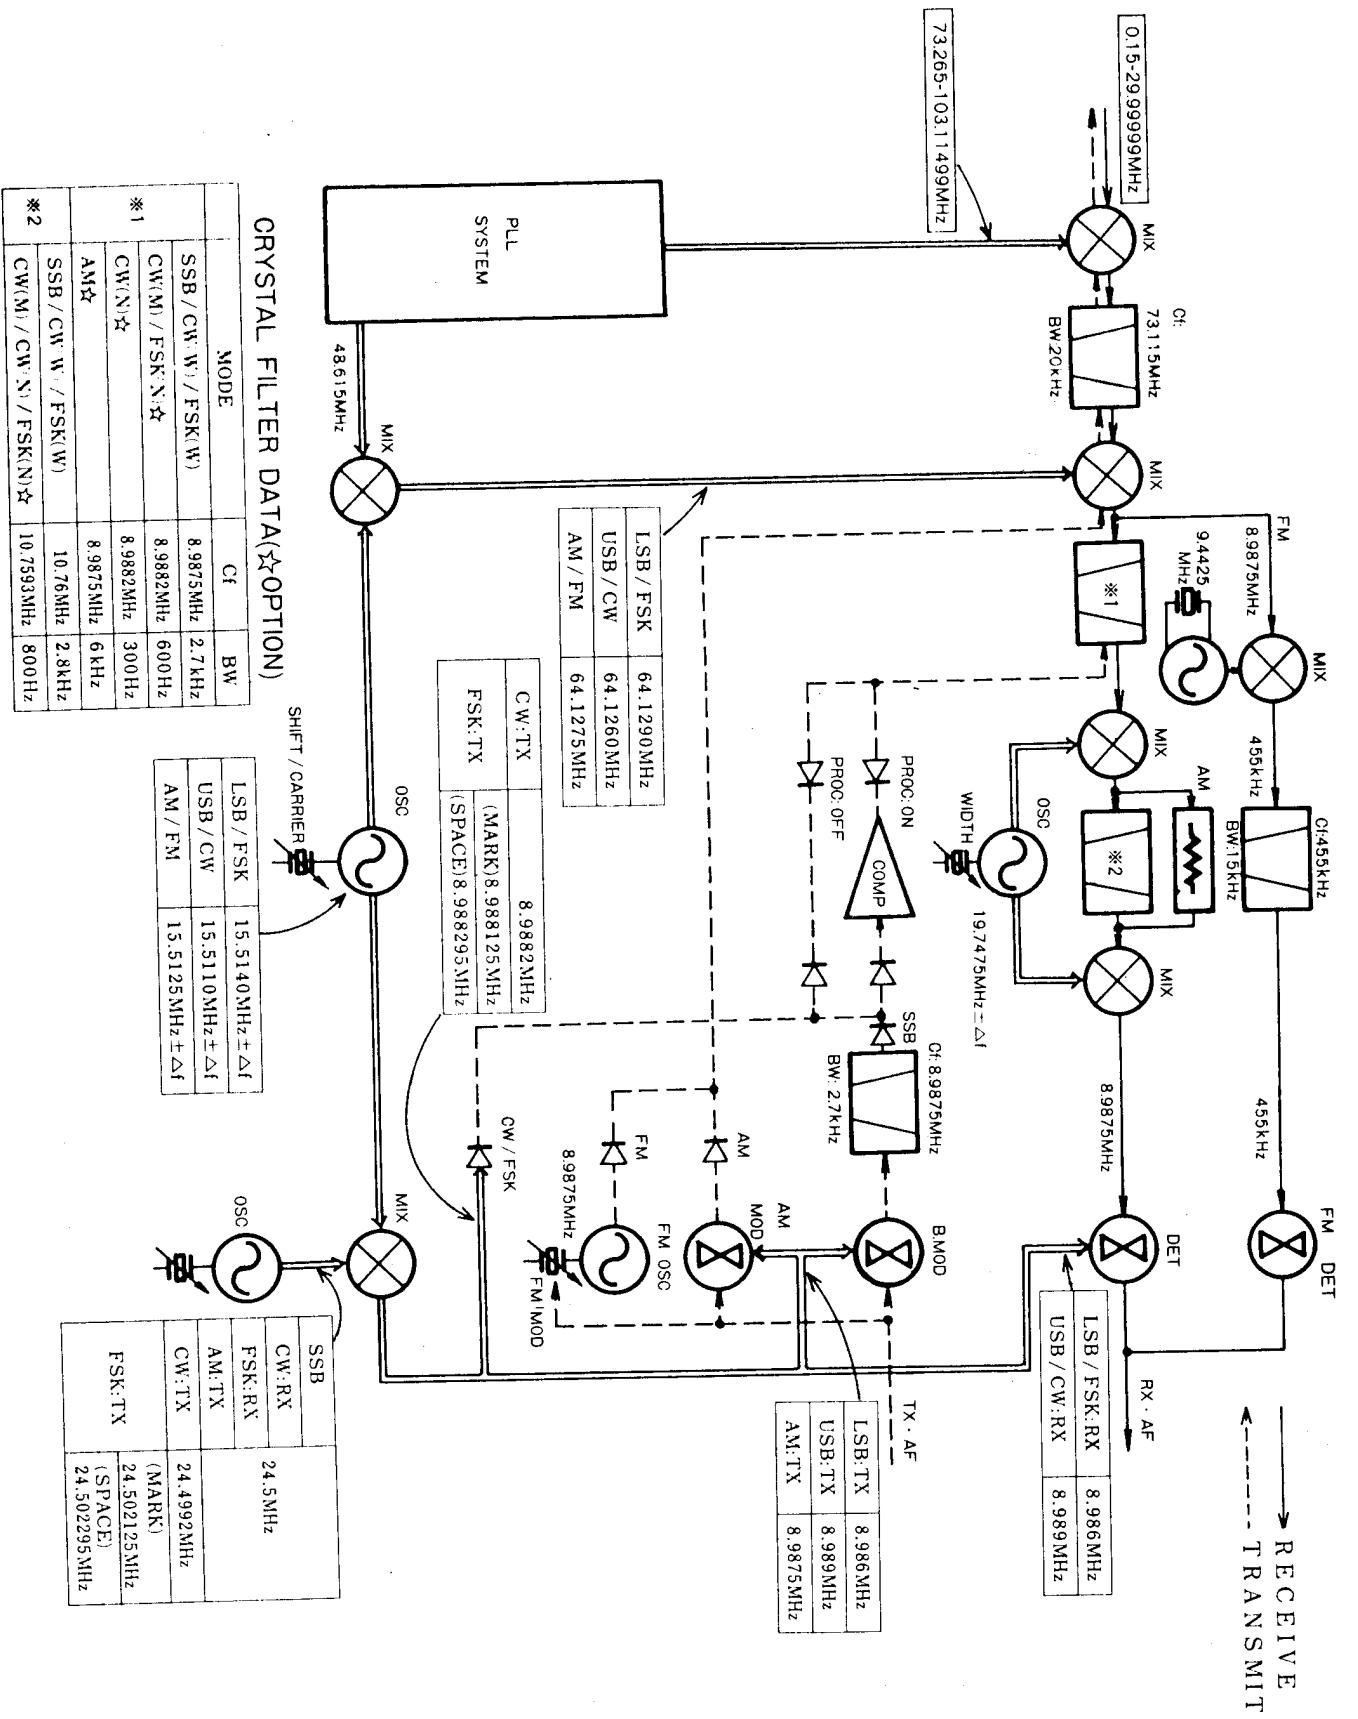 RECEIVE
TRANSMIT
0.15-29.99999MHz
MIX
73.265-103.11499MHz
Cf:
73.115MHz
BW:20kHz
MIX
FM
8.9875MHz
9.4425
MHz
MIX
455kHz
Cf:455kHz
BW:15kHz
455kHz
FM
DET
※1
MIX
AM
※2
MIX
8.9875MHz
DET
RX · AF
OSC
WIDTH
19.7475MHz±△f
LSB / FSK:RX 8.986MHz
USB / CW:RX 8.989MHz
PROC: ON
COMP
PROC: OFF
SSB
Cf:8.9875MHz
BW: 2.7kHz
B.MOD
TX · AF
LSB:TX 8.986MHz
USB:TX 8.989MHz
AM:TX 8.9875MHz
AM
AM
MOD
FM
FM OSC
8.9875MHz
FM MOD
CW / FSK
LSB / FSK 64.1290MHz
USB / CW 64.1260MHz
AM / FM 64.1275MHz
CW:TX 8.9882MHz
FSK:TX (MARK)8.988125MHz
(SPACE)8.988295MHz
PLL
SYSTEM
48.615MHz
MIX
OSC
SHIFT / CARRIER
MIX
OSC
LSB / FSK 15.5140MHz±△f
USB / CW 15.5110MHz±△f
AM / FM 15.5125MHz±△f
SSB
CW:RX
FSK:RX
AM:TX
24.5MHz
CW:TX 24.4992MHz
FSK:TX
(MARK)
24.502125MHz
(SPACE)
24.502295MHz
CRYSTAL FILTER DATA(☆OPTION)
MODE Cf BW
※1
SSB / CW(W) / FSK(W) 8.9875MHz 2.7kHz
CW(M) / FSK(N)☆ 8.9882MHz 600Hz
CW(N)☆ 8.9882MHz 300Hz
AM☆ 8.9875MHz 6kHz
※2
SSB / CW(W) / FSK(W) 10.76MHz 2.8kHz
CW(M) / CW(N) / FSK(N)☆ 10.7593MHz 800Hz